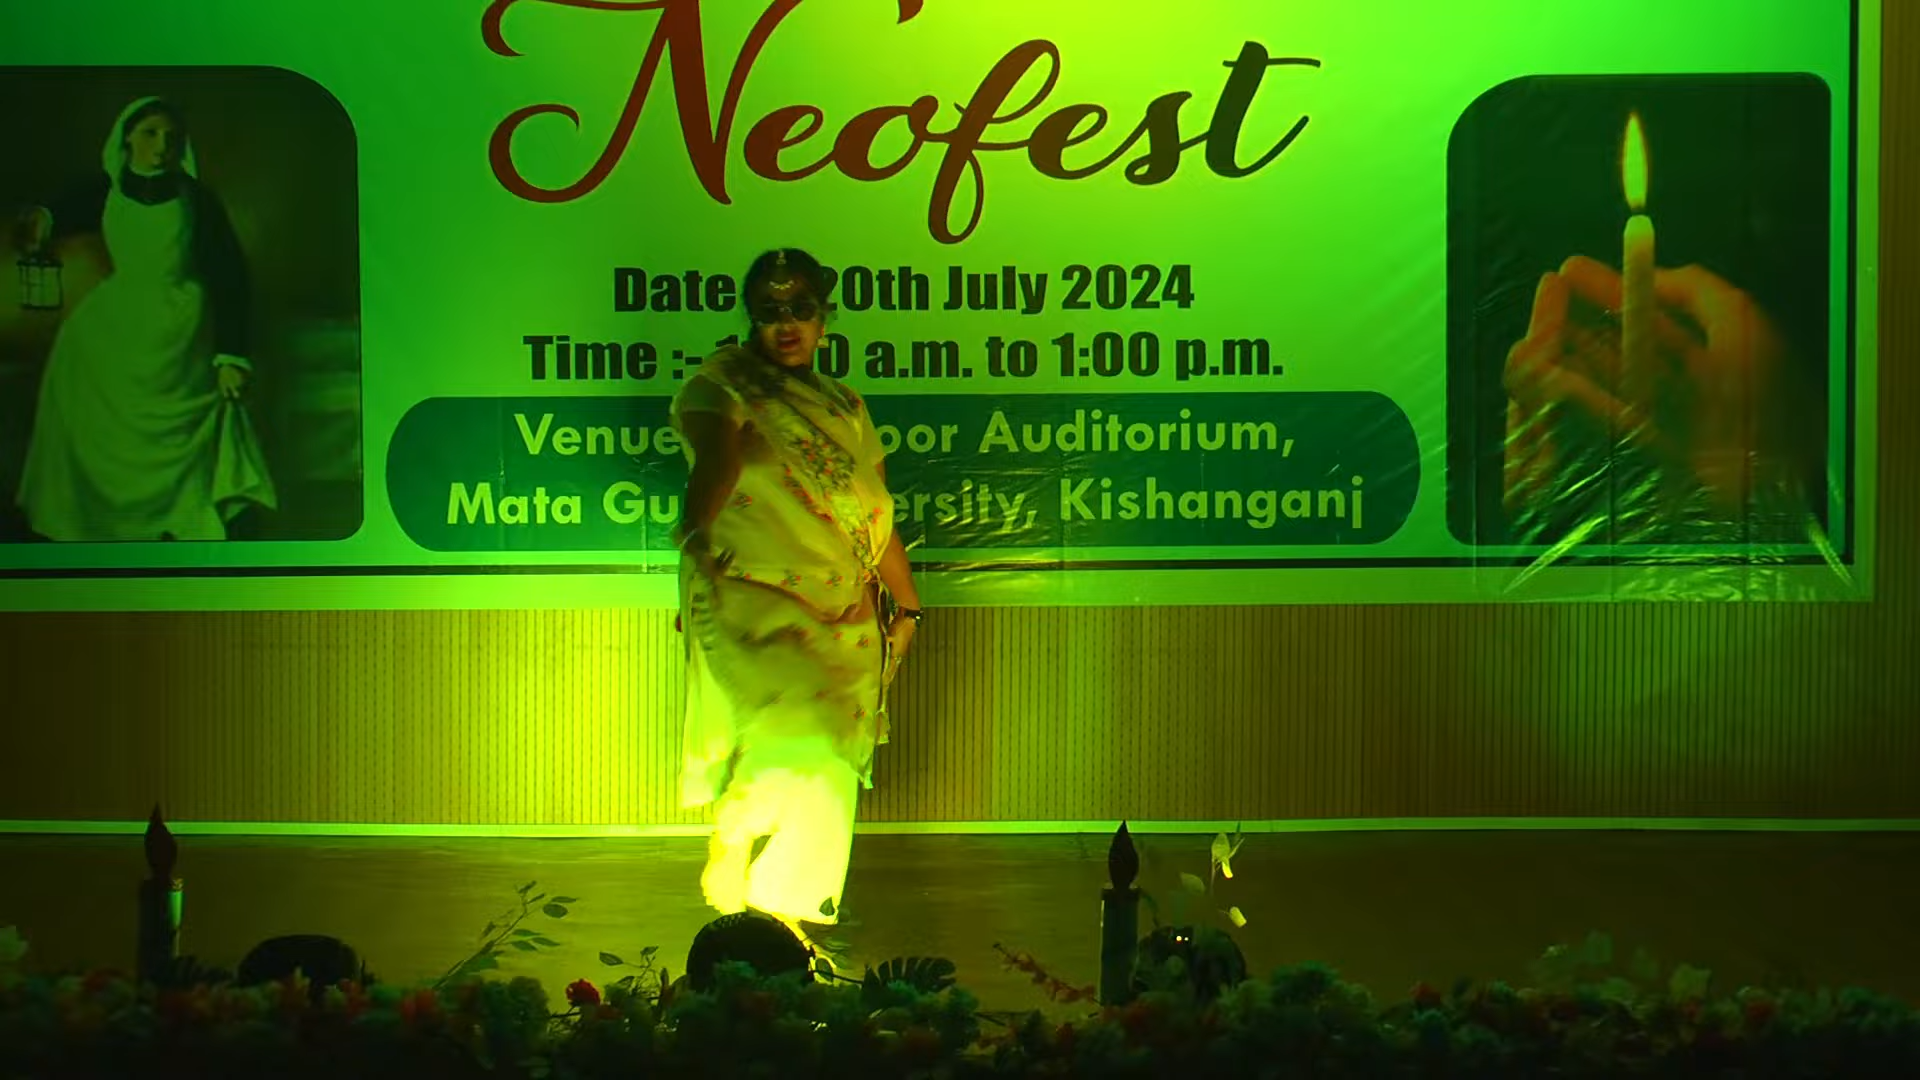 Neofest
Date 20th July 2024
Time :- 0 a.m. to 1:00 p.m.
Venue oor Auditorium,
Mata Gu ersity, Kishanganj